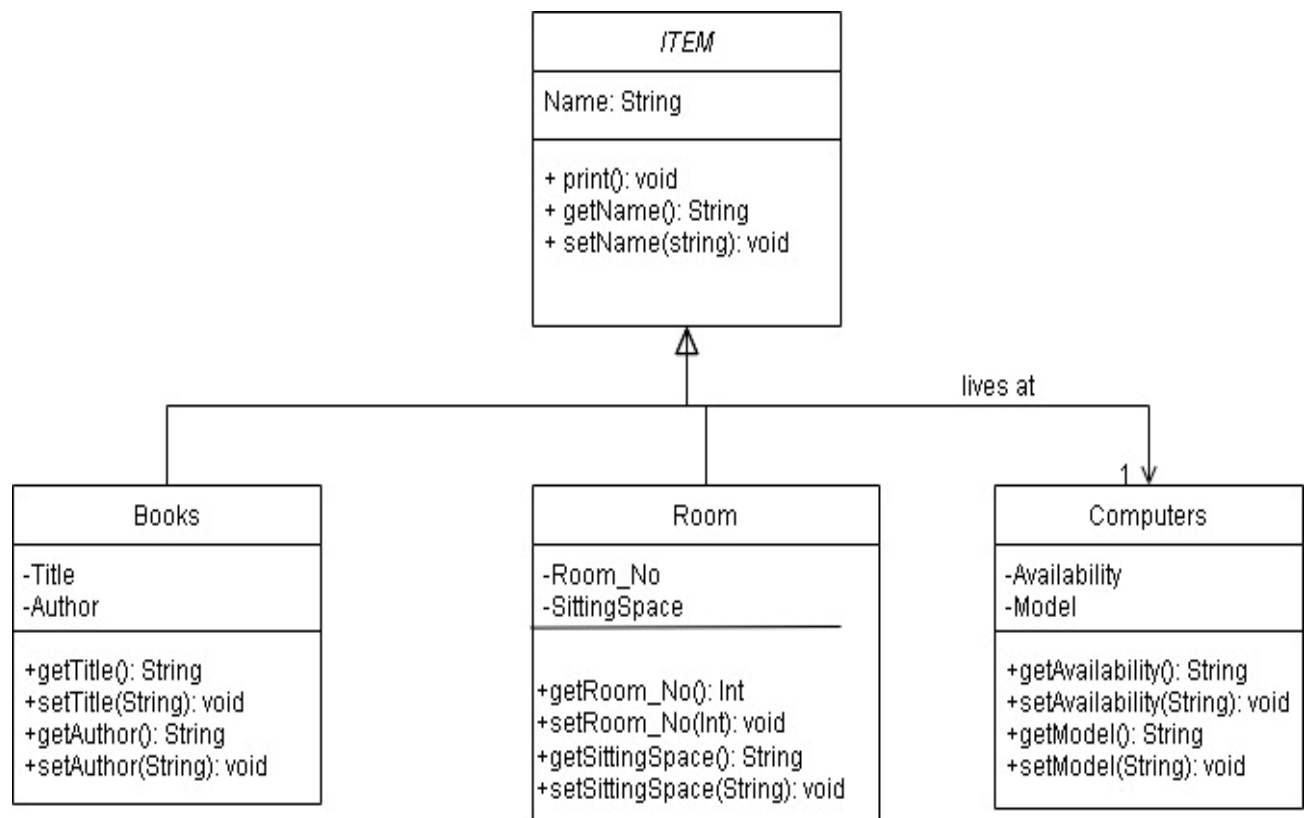 ITEM
Name: String
+ print(): void
+ getName(): String
+ setName(string): void
lives at
1
Books
-Title
-Author
+getTitle(): String
+setTitle(String): void
+getAuthor(): String
+setAuthor(String): void
Room
-Room_No
-SittingSpace
+getRoom_No(): Int
+setRoom_No(Int): void
+getSittingSpace(): String
+setSittingSpace(String): void
Computers
-Availability
-Model
+getAvailability(): String
+setAvailability(String): void
+getModel(): String
+setModel(String): void